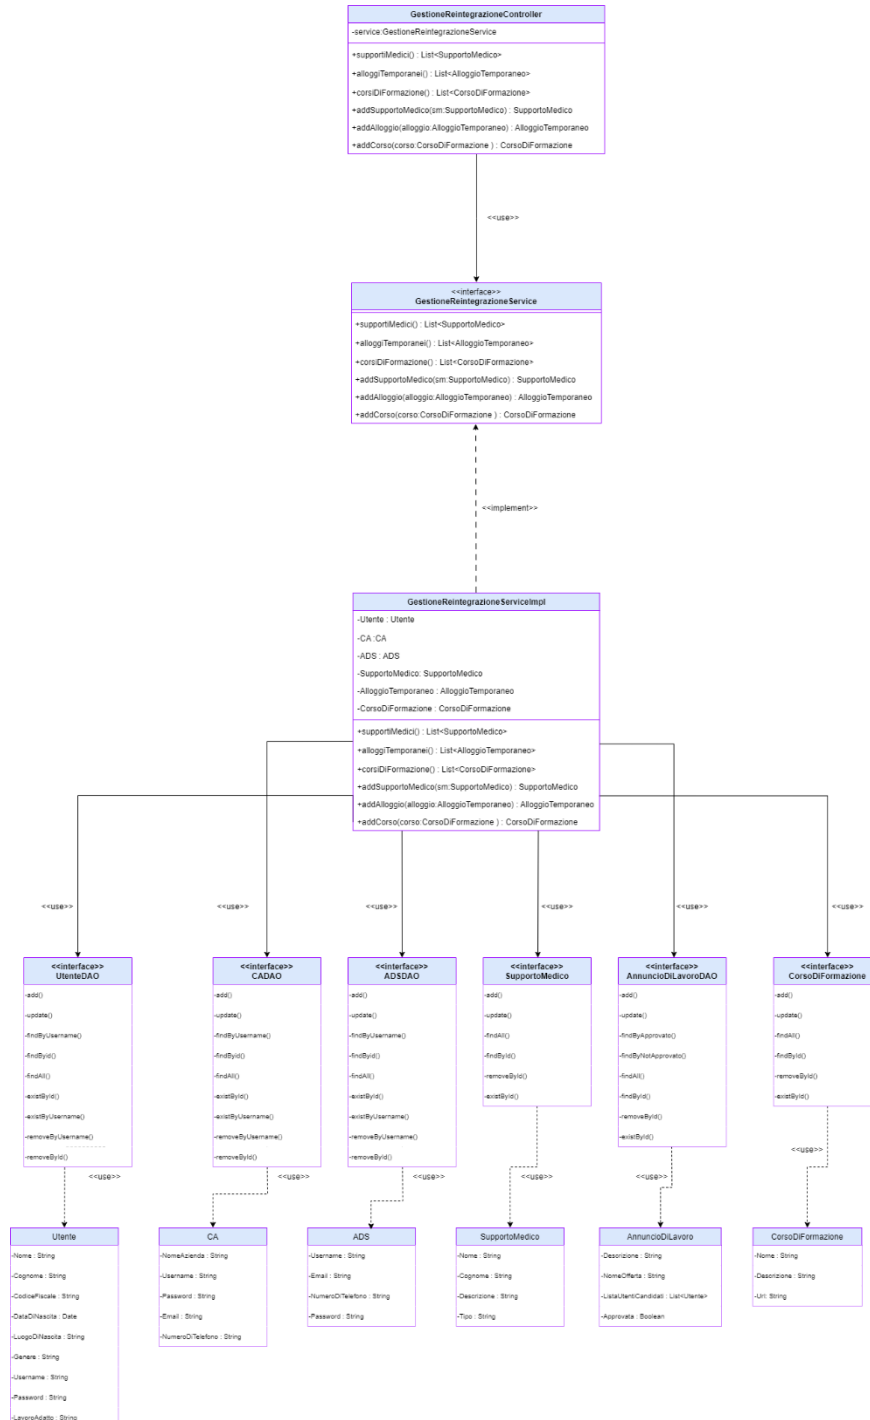 GestioneReintegrazioneController
-service:GestioneReintegrazioneService
+supportiMedici() : List<SupportoMedico>
+alloggiTemporanei() : List<AlloggioTemporaneo>
+corsiDiFormazione() : List<CorsoDiFormazione>
+addSupportoMedico(sm:SupportoMedico) : SupportoMedico
+addAlloggio(alloggio:AlloggioTemporaneo) : AlloggioTemporaneo
+addCorso(corso:CorsoDiFormazione ) : CorsoDiFormazione
<<use>>
<<interface>>
GestioneReintegrazioneService
+supportiMedici() : List<SupportoMedico>
+alloggiTemporanei() : List<AlloggioTemporaneo>
+corsiDiFormazione() : List<CorsoDiFormazione>
+addSupportoMedico(sm:SupportoMedico) : SupportoMedico
+addAlloggio(alloggio:AlloggioTemporaneo) : AlloggioTemporaneo
+addCorso(corso:CorsoDiFormazione ) : CorsoDiFormazione
<<implement>>
GestioneReintegrazioneServiceImpl
-Utente : Utente
-CA :CA
-ADS : ADS
-SupportoMedico: SupportoMedico
-AlloggioTemporaneo : AlloggioTemporaneo
-CorsoDiFormazione : CorsoDiFormazione
+supportiMedici() : List<SupportoMedico>
+alloggiTemporanei() : List<AlloggioTemporaneo>
+corsiDiFormazione() : List<CorsoDiFormazione>
+addSupportoMedico(sm:SupportoMedico) : SupportoMedico
+addAlloggio(alloggio:AlloggioTemporaneo) : AlloggioTemporaneo
+addCorso(corso:CorsoDiFormazione ) : CorsoDiFormazione
<<use>>
<<use>>
<<use>>
<<use>>
<<use>>
<<use>>
<<interface>>
UtenteDAO
-add()
-update()
-findByUsername()
-findById()
-findAll()
-existById()
-existByUsername()
-removeByUsername()
-removeById()
<<interface>>
CADAO
-add()
-update()
-findByUsername()
-findById()
-findAll()
-existById()
-existByUsername()
-removeByUsername()
-removeById()
<<interface>>
ADSDAO
-add()
-update()
-findByUsername()
-findById()
-findAll()
-existById()
-existByUsername()
-removeByUsername()
-removeById()
<<interface>>
SupportoMedico
-add()
-update()
-findAll()
-findById()
-removeById()
-existById()
<<interface>>
AnnuncioDiLavoroDAO
-add()
-update()
-findByApprovato()
-findByNotApprovato()
-findAll()
-findById()
-removeById()
-existById()
<<interface>>
CorsoDiFormazione
-add()
-update()
-findAll()
-findById()
-removeById()
-existById()
<<use>>
<<use>>
<<use>>
<<use>>
<<use>>
<<use>>
Utente
-Nome : String
-Cognome : String
-CodiceFiscale : String
-DataDiNascita : Date
-LuogoDiNascita : String
-Genere : String
-Username : String
-Password : String
-LavoroAdatto : String
CA
-NomeAzienda : String
-Username : String
-Password : String
-Email : String
-NumeroDiTelefono : String
ADS
-Username : String
-Email : String
-NumeroDiTelefono : String
-Password : String
SupportoMedico
-Nome : String
-Cognome : String
-Descrizione : String
-Tipo : String
AnnuncioDiLavoro
-Descrizione : String
-NomeOfferta : String
-ListaUtentiCandidati : List<Utente>
-Approvata : Boolean
CorsoDiFormazione
-Nome : String
-Descrizione : String
-Url: String